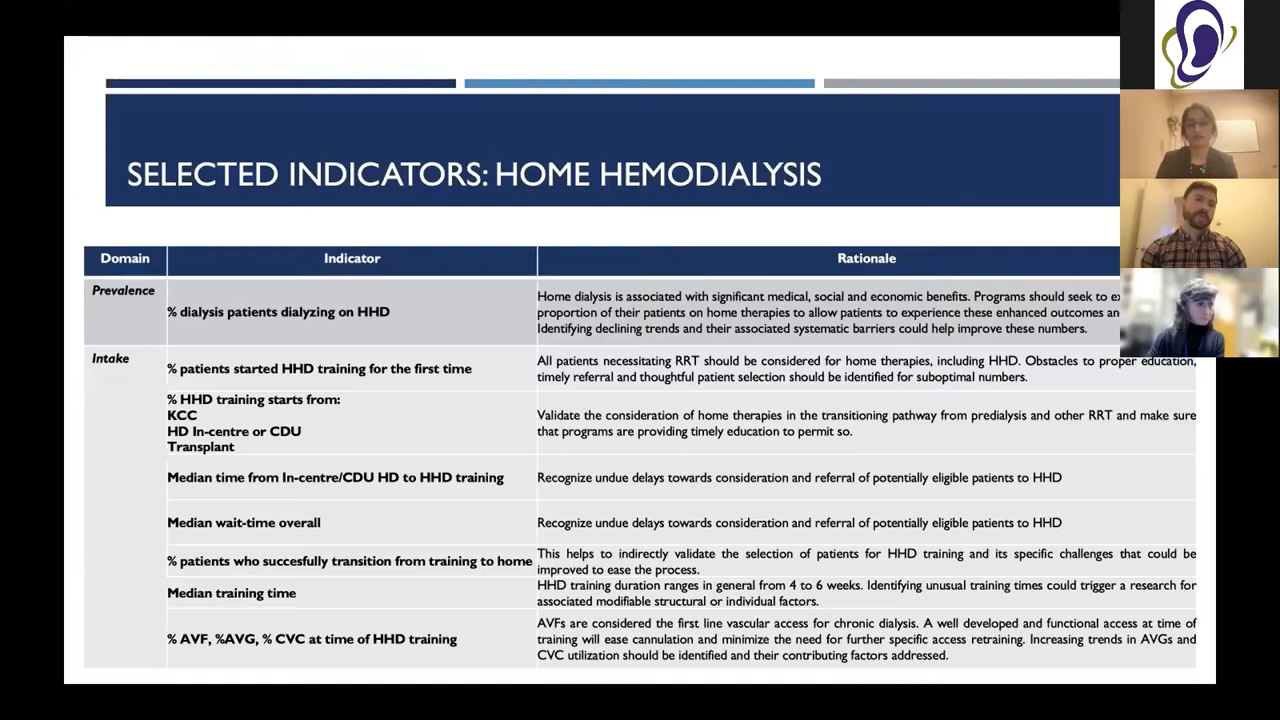 SELECTED INDICATORS: HOME HEMODIALYSIS
Domain Indicator Rationale
Prevalence
% dialysis patients dialyzing on HHD
Home dialysis is associated with significant medical, social and economic benefits. Programs should seek to
proportion of their patients on home therapies to allow patients to experience these enhanced outcomes
Identifying declining trends and their associated systematic barriers could help improve these numbers.
Intake
% patients started HHD training for the first time
All patients necessitating RRT should be considered for home therapies, including HHD. Obstacles to proper education,
timely referral and thoughtful patient selection should be identified for suboptimal numbers.
% HHD training starts from:
KCC
HD In-centre or CDU
Transplant
Validate the consideration of home therapies in the transitioning pathway from predialysis and other RRT and make sure
that programs are providing timely education to permit so.
Median time from In-centre/CDU HD to HHD training
Recognize undue delays towards consideration and referral of potentially eligible patients to HHD
Median wait-time overall
Recognize undue delays towards consideration and referral of potentially eligible patients to HHD
% patients who succesfully transition from training to home
This helps to indirectly validate the selection of patients for HHD training and its specific challenges that could be
improved to ease the process.
Median training time
HHD training duration ranges in general from 4 to 6 weeks. Identifying unusual training times could trigger a research for
associated modifiable structural or individual factors.
% AVF, %AVG, % CVC at time of HHD training
AVFs are considered the first line vascular access for chronic dialysis. A well developed and functional access at time of
training will ease cannulation and minimize the need for further specific access retraining. Increasing trends in AVGs and
CVC utilization should be identified and their contributing factors addressed.